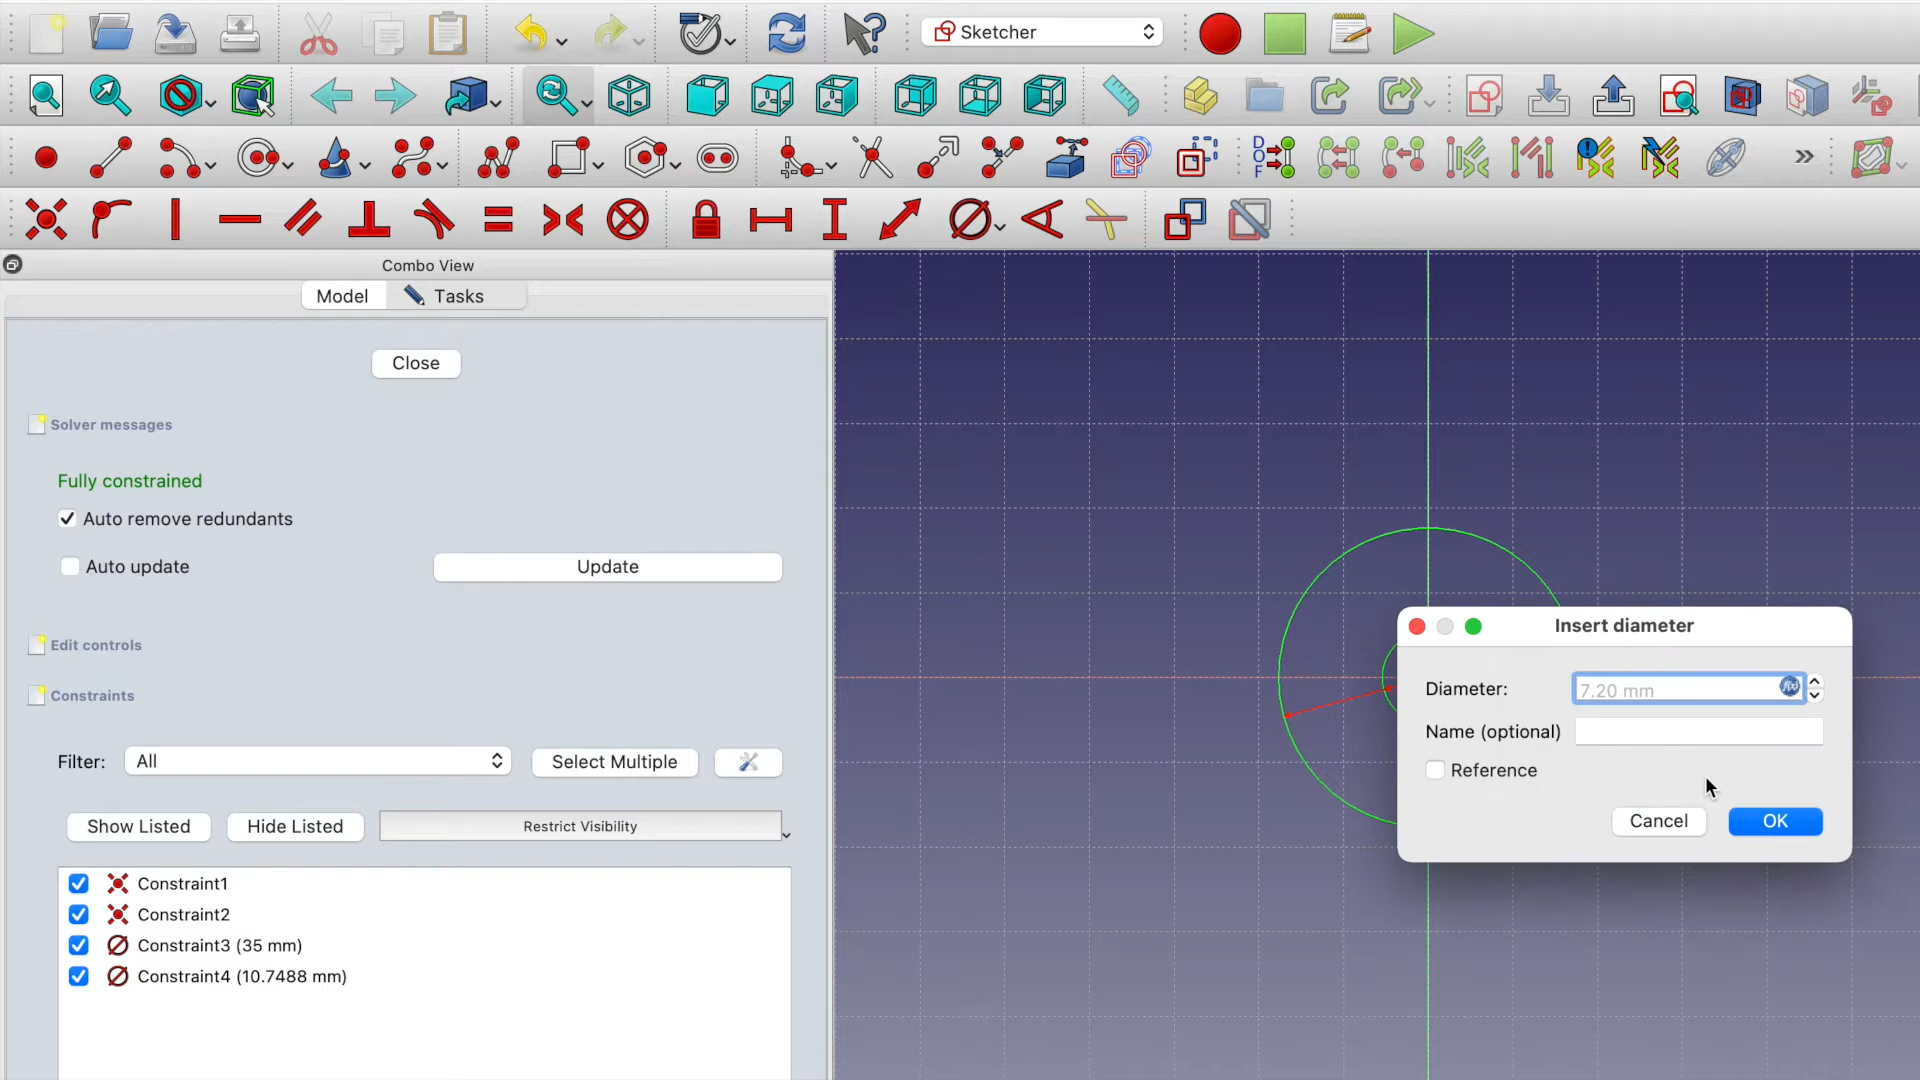 Sketcher
DOF
»
Combo View
Model
Tasks
Close
Solver messages
Fully constrained
Auto remove redundants
Auto update
Update
Edit controls
Constraints
Filter:
All
Select Multiple
Show Listed
Hide Listed
Restrict Visibility
Constraint1
Constraint2
Constraint3 (35 mm)
Constraint4 (10.7488 mm)
Insert diameter
Diameter:
7.20 mm
f(x)
Name (optional)
Reference
Cancel
OK